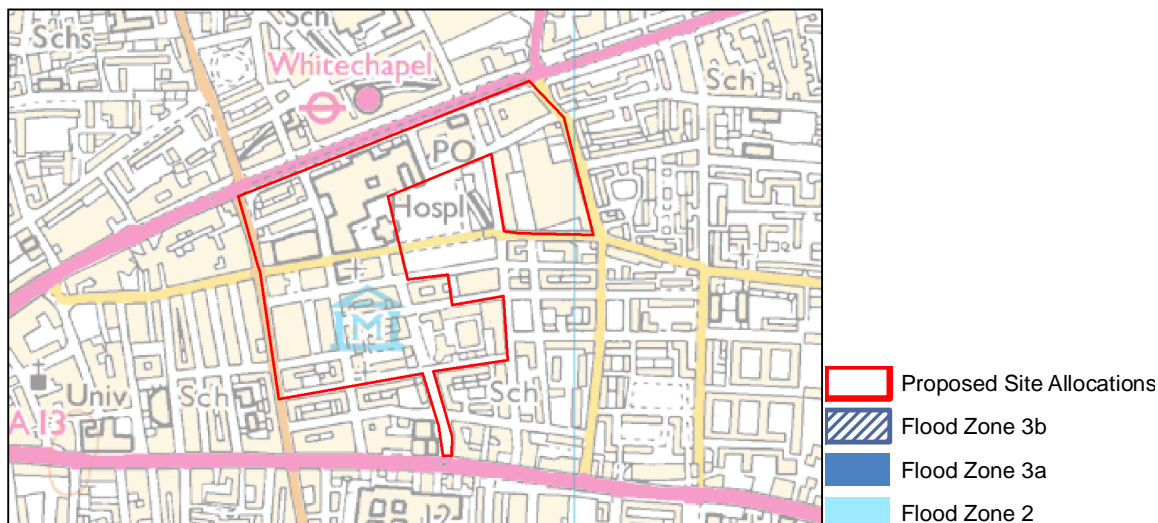 Sch
Schs
Whitechapel
Sch
PO
Hospl
M
Univ
Sch
Sch
A 13
Proposed Site Allocations
Flood Zone 3b
Flood Zone 3a
Flood Zone 2